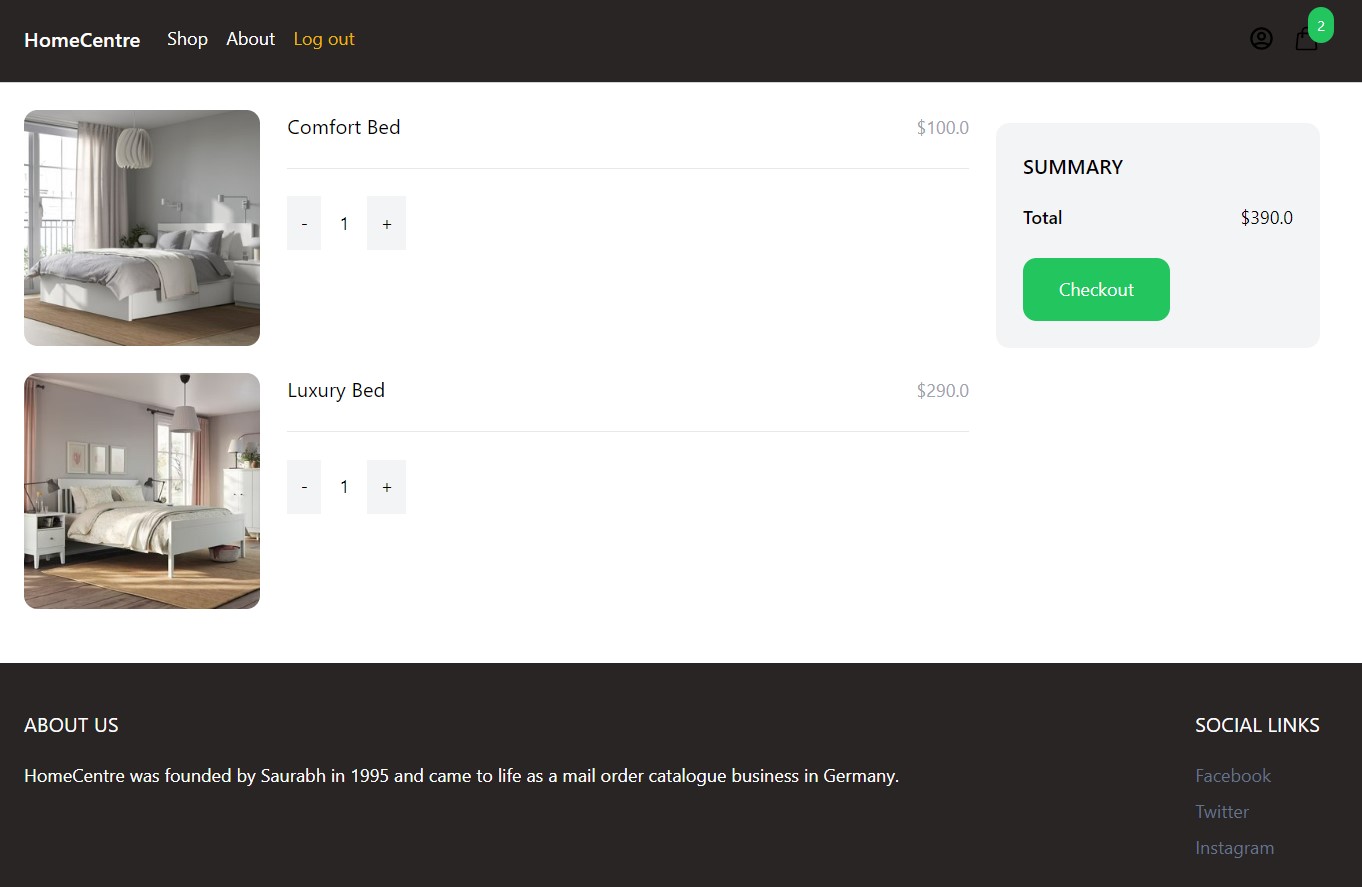 HomeCentre Shop About Log out 2
Comfort Bed $100.0
- 1 +
SUMMARY
Total $390.0
Checkout
Luxury Bed $290.0
- 1 +
ABOUT US
HomeCentre was founded by Saurabh in 1995 and came to life as a mail order catalogue business in Germany.
SOCIAL LINKS
Facebook
Twitter
Instagram